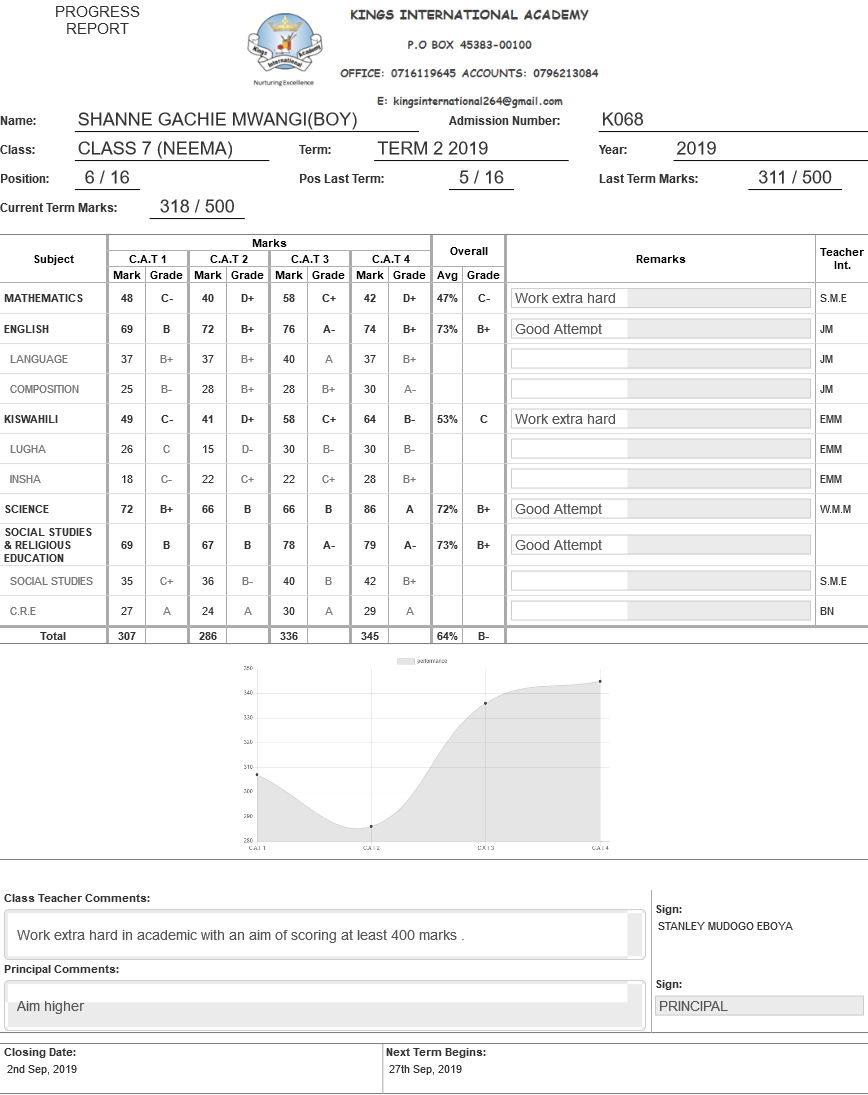 PROGRESS
REPORT
KINGS INTERNATIONAL ACADEMY
P.O BOX 45383-00100
OFFICE: 0716119645 ACCOUNTS: 0796213084
E: kingsinternational264@gmail.com
Kings Academy
International
Nurturing Excellence
Name: SHANNE GACHIE MWANGI(BOY) Admission Number: K068
Class: CLASS 7 (NEEMA) Term: TERM 2 2019 Year: 2019
Position: 6 / 16 Pos Last Term: 5 / 16 Last Term Marks: 311 / 500
Current Term Marks: 318 / 500
Subject Marks Overall Remarks Teacher Int.
C.A.T 1 C.A.T 2 C.A.T 3 C.A.T 4
Mark Grade Mark Grade Mark Grade Mark Grade Avg Grade
MATHEMATICS 48 C- 40 D+ 58 C+ 42 D+ 47% C- Work extra hard S.M.E
ENGLISH 69 B 72 B+ 76 A- 74 B+ 73% B+ Good Attempt JM
LANGUAGE 37 B+ 37 B+ 40 A 37 B+ JM
COMPOSITION 25 B- 28 B+ 28 B+ 30 A- JM
KISWAHILI 49 C- 41 D+ 58 C+ 64 B- 53% C Work extra hard EMM
LUGHA 26 C 15 D- 30 B- 30 B- EMM
INSHA 18 C- 22 C+ 22 C+ 28 B+ EMM
SCIENCE 72 B+ 66 B 66 B 86 A 72% B+ Good Attempt W.M.M
SOCIAL STUDIES
& RELIGIOUS
EDUCATION 69 B 67 B 78 A- 79 A- 73% B+ Good Attempt
SOCIAL STUDIES 35 C+ 36 B- 40 B 42 B+ S.M.E
C.R.E 27 A 24 A 30 A 29 A BN
Total 307 286 336 345 64% B-
performance
350
340
330
320
310
300
290
280
C.A.T 1 C.A.T 2 C.A.T 3 C.A.T 4
Class Teacher Comments:
Work extra hard in academic with an aim of scoring at least 400 marks .
Sign:
STANLEY MUDOGO EBOYA
Principal Comments:
Aim higher
Sign:
PRINCIPAL
Closing Date: Next Term Begins:
2nd Sep, 2019 27th Sep, 2019